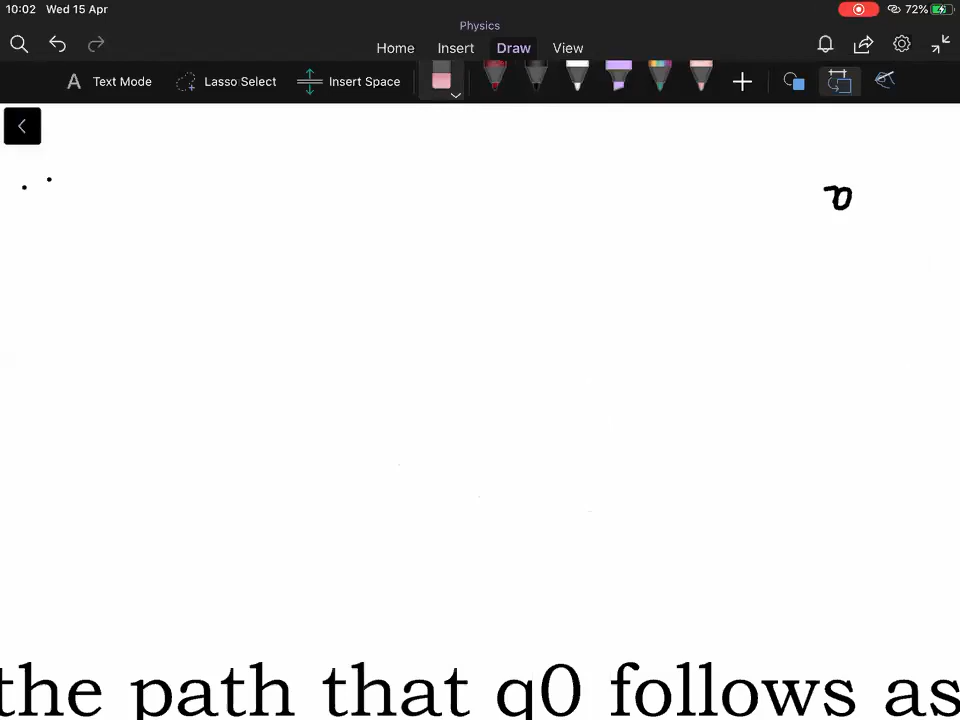 10:02 Wed 15 Apr 72%
Physics
Home Insert Draw View
A Text Mode Lasso Select Insert Space
the path that q0 follows as